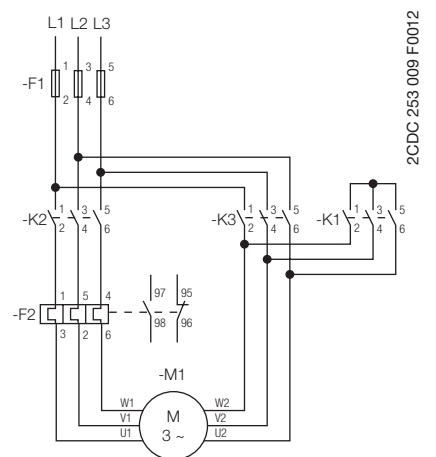 L1 L2 L3
-F1 1 3 5
2 4 6
2CDC 253 009 F0012
-K2 1 3 5
2 4 6
-K3 1 3 5
2 4 6
-K1 1 3 5
2 4 6
-F2 1 5 4
3 2 6
97 95
98 96
-M1
W1 W2
V1 V2
U1 U2
M
3 ~